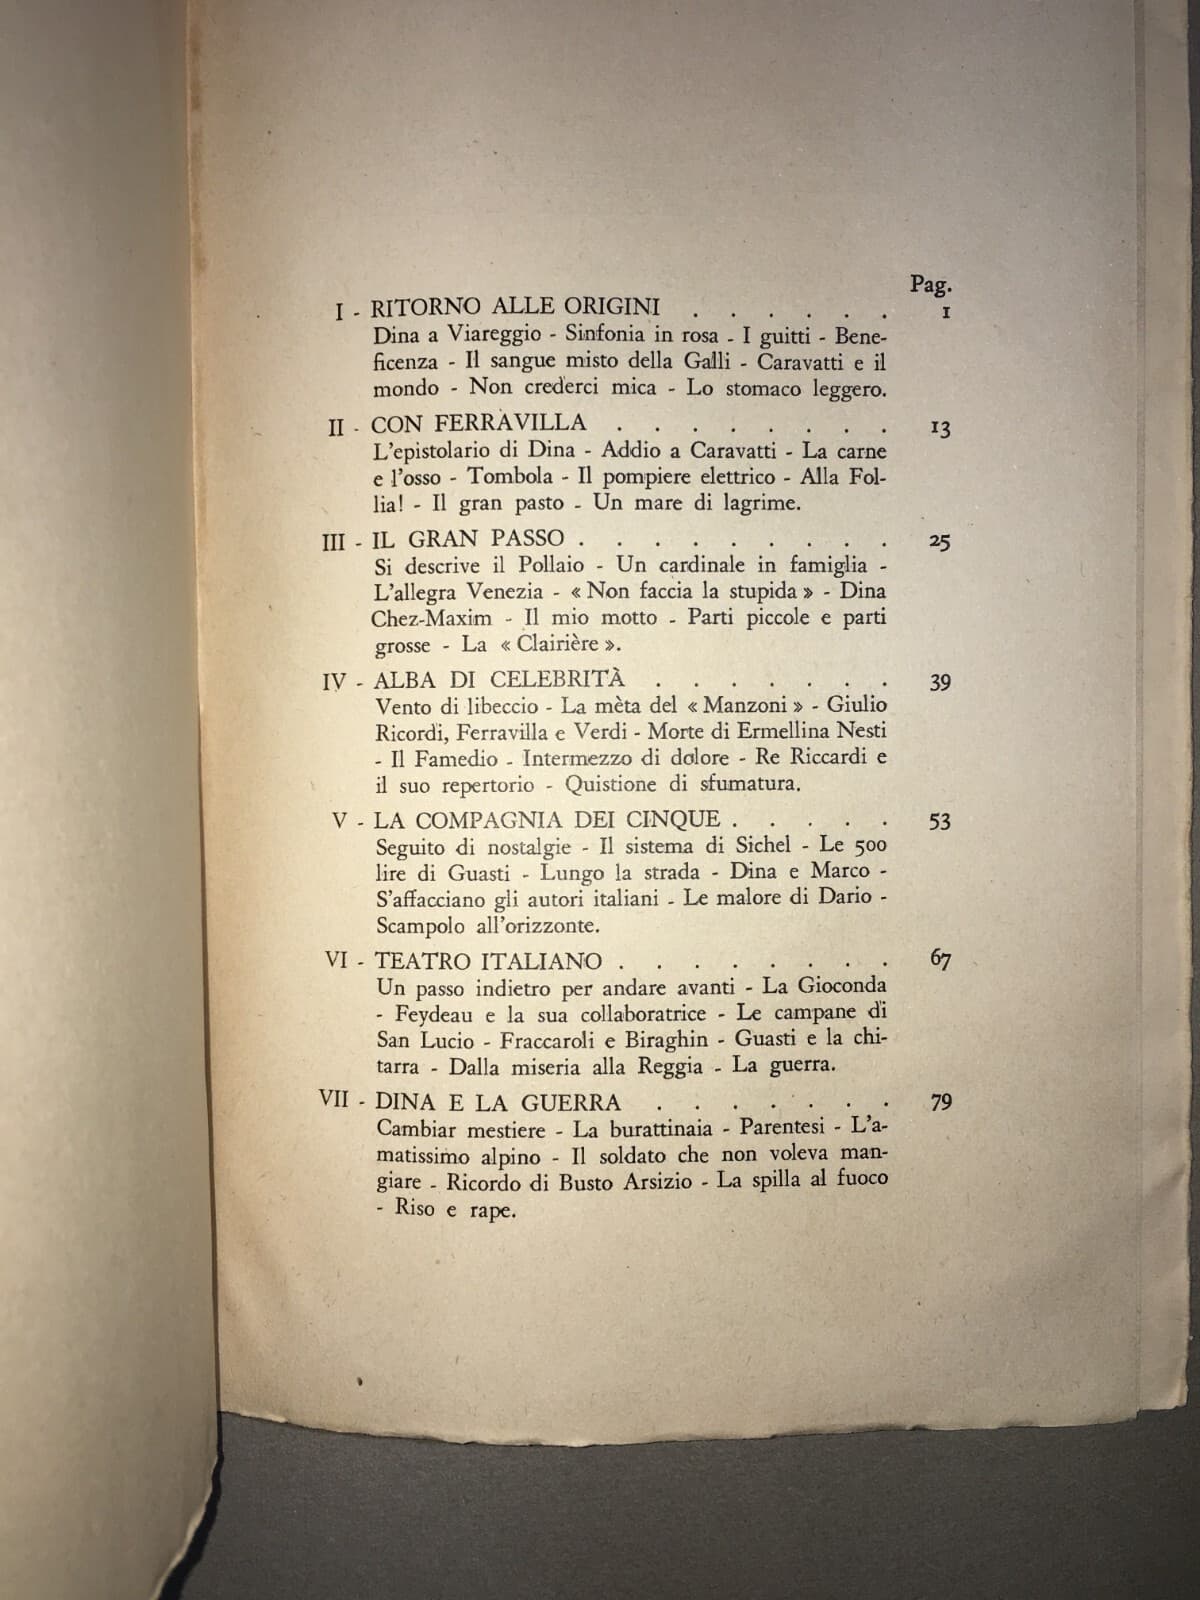 Pag.
I - RITORNO ALLE ORIGINI . . . . . . 1
Dina a Viareggio - Sinfonia in rosa - I guitti - Bene-
ficenza - Il sangue misto della Galli - Caravatti e il
mondo - Non crederci mica - Lo stomaco leggero.
II - CON FERRAVILLA . . . . . . . . 13
L'epistolario di Dina - Addio a Caravatti - La carne
e l'osso - Tombola - Il pompiere elettrico - Alla Fol-
lia! - Il gran pasto - Un mare di lagrime.
III - IL GRAN PASSO . . . . . . . . . 25
Si descrive il Pollaio - Un cardinale in famiglia -
L'allegra Venezia - « Non faccia la stupida » - Dina
Chez-Maxim - Il mio motto - Parti piccole e parti
grosse - La « Clairière ».
IV - ALBA DI CELEBRITÀ . . . . . . . 39
Vento di libeccio - La mèta del « Manzoni » - Giulio
Ricordi, Ferravilla e Verdi - Morte di Ermellina Nesti
- Il Famedio - Intermezzo di dolore - Re Riccardi e
il suo repertorio - Quistione di sfumatura.
V - LA COMPAGNIA DEI CINQUE . . . . . 53
Seguito di nostalgie - Il sistema di Sichel - Le 500
lire di Guasti - Lungo la strada - Dina e Marco -
S'affacciano gli autori italiani - Le malore di Dario -
Scampolo all'orizzonte.
VI - TEATRO ITALIANO . . . . . . . . 67
Un passo indietro per andare avanti - La Gioconda
- Feydeau e la sua collaboratrice - Le campane di
San Lucio - Fraccaroli e Biraghin - Guasti e la chi-
tarra - Dalla miseria alla Reggia - La guerra.
VII - DINA E LA GUERRA . . . . . . . 79
Cambiar mestiere - La burattinaia - Parentesi - L'a-
matissimo alpino - Il soldato che non voleva man-
giare - Ricordo di Busto Arsizio - La spilla al fuoco
- Riso e rape.